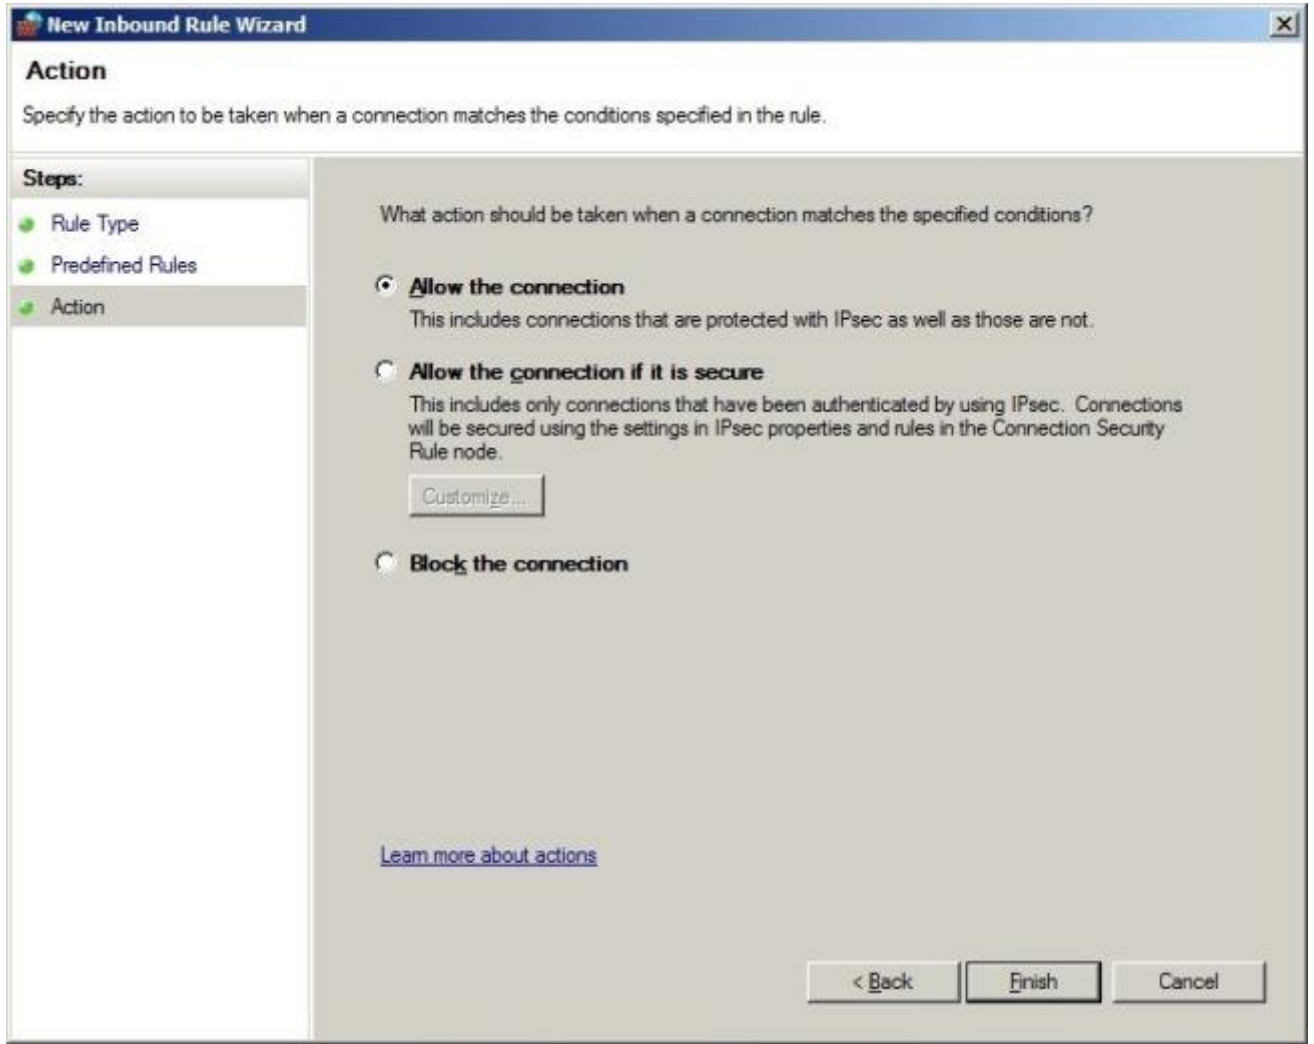 New Inbound Rule Wizard
Action
Specify the action to be taken when a connection matches the conditions specified in the rule.
Steps:
Rule Type
Predefined Rules
Action
What action should be taken when a connection matches the specified conditions?
Allow the connection
This includes connections that are protected with IPsec as well as those are not.
Allow the connection if it is secure
This includes only connections that have been authenticated by using IPsec. Connections
will be secured using the settings in IPsec properties and rules in the Connection Security
Rule node.
Customize...
Block the connection
Learn more about actions
< Back
Finish
Cancel